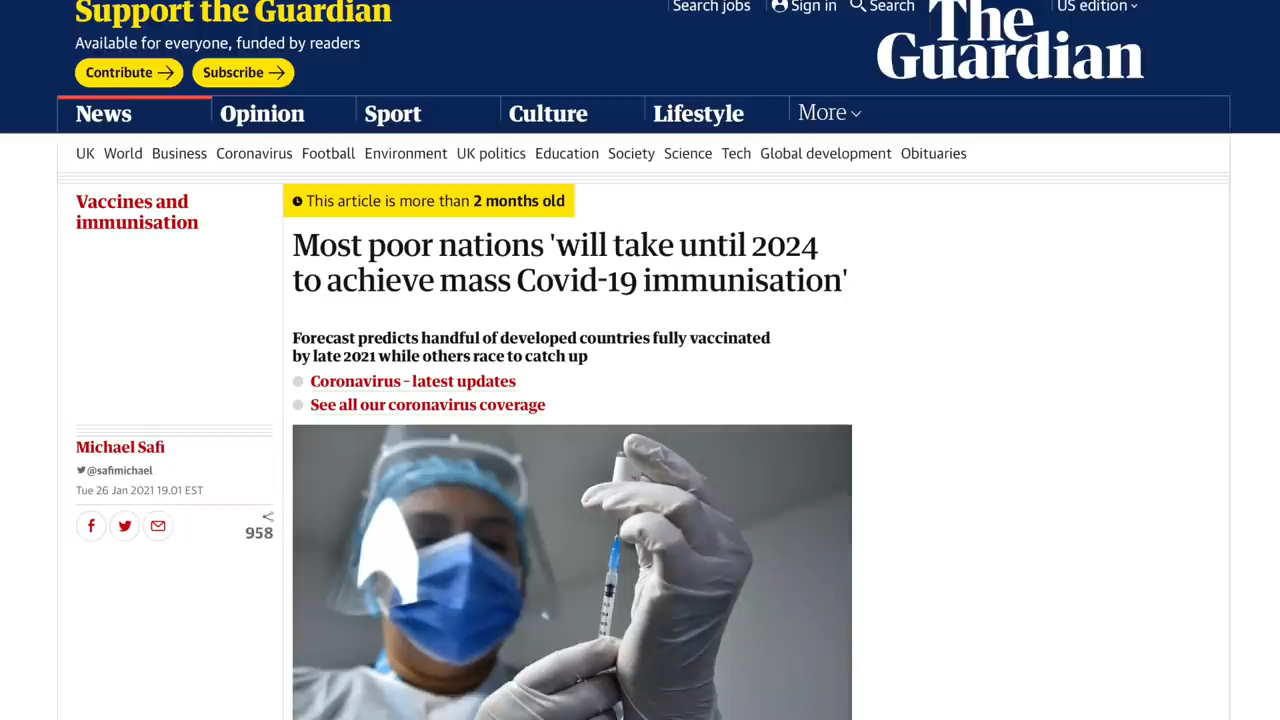 Support the Guardian
Available for everyone, funded by readers
Contribute
Subscribe
Search jobs
Sign in
Search
US edition
The
Guardian
News
Opinion
Sport
Culture
Lifestyle
More
UK World Business Coronavirus Football Environment UK politics Education Society Science Tech Global development Obituaries
Vaccines and
immunisation
This article is more than 2 months old
Most poor nations 'will take until 2024
to achieve mass Covid-19 immunisation'
Forecast predicts handful of developed countries fully vaccinated
by late 2021 while others race to catch up
Coronavirus – latest updates
See all our coronavirus coverage
Michael Safi
@safimichael
Tue 26 Jan 2021 19.01 EST
958